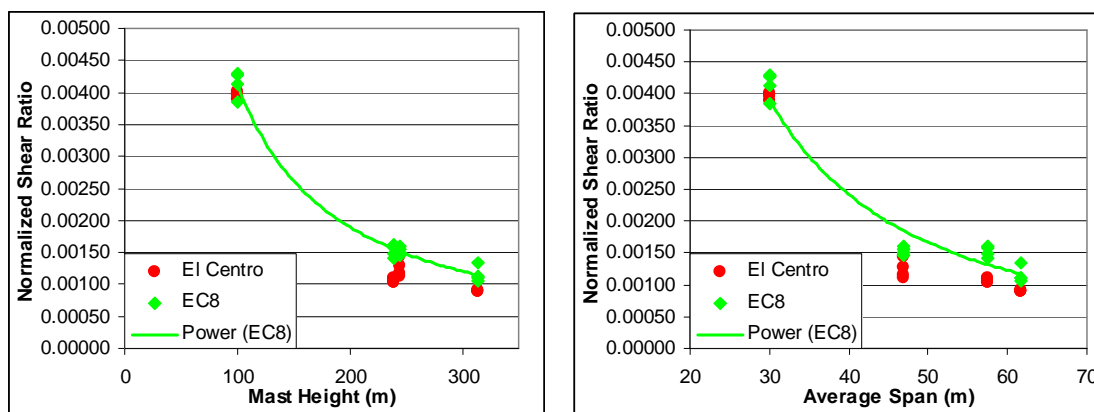 Normalized Shear Ratio
0.00500
0.00450
0.00400
0.00350
0.00300
0.00250
0.00200
0.00150
0.00100
0.00050
0.00000
El Centro
EC8
Power (EC8)
0 100 200 300
Mast Height (m)
Normalized Shear Ratio
0.00500
0.00450
0.00400
0.00350
0.00300
0.00250
0.00200
0.00150
0.00100
0.00050
0.00000
El Centro
EC8
Power (EC8)
20 30 40 50 60 70
Average Span (m)